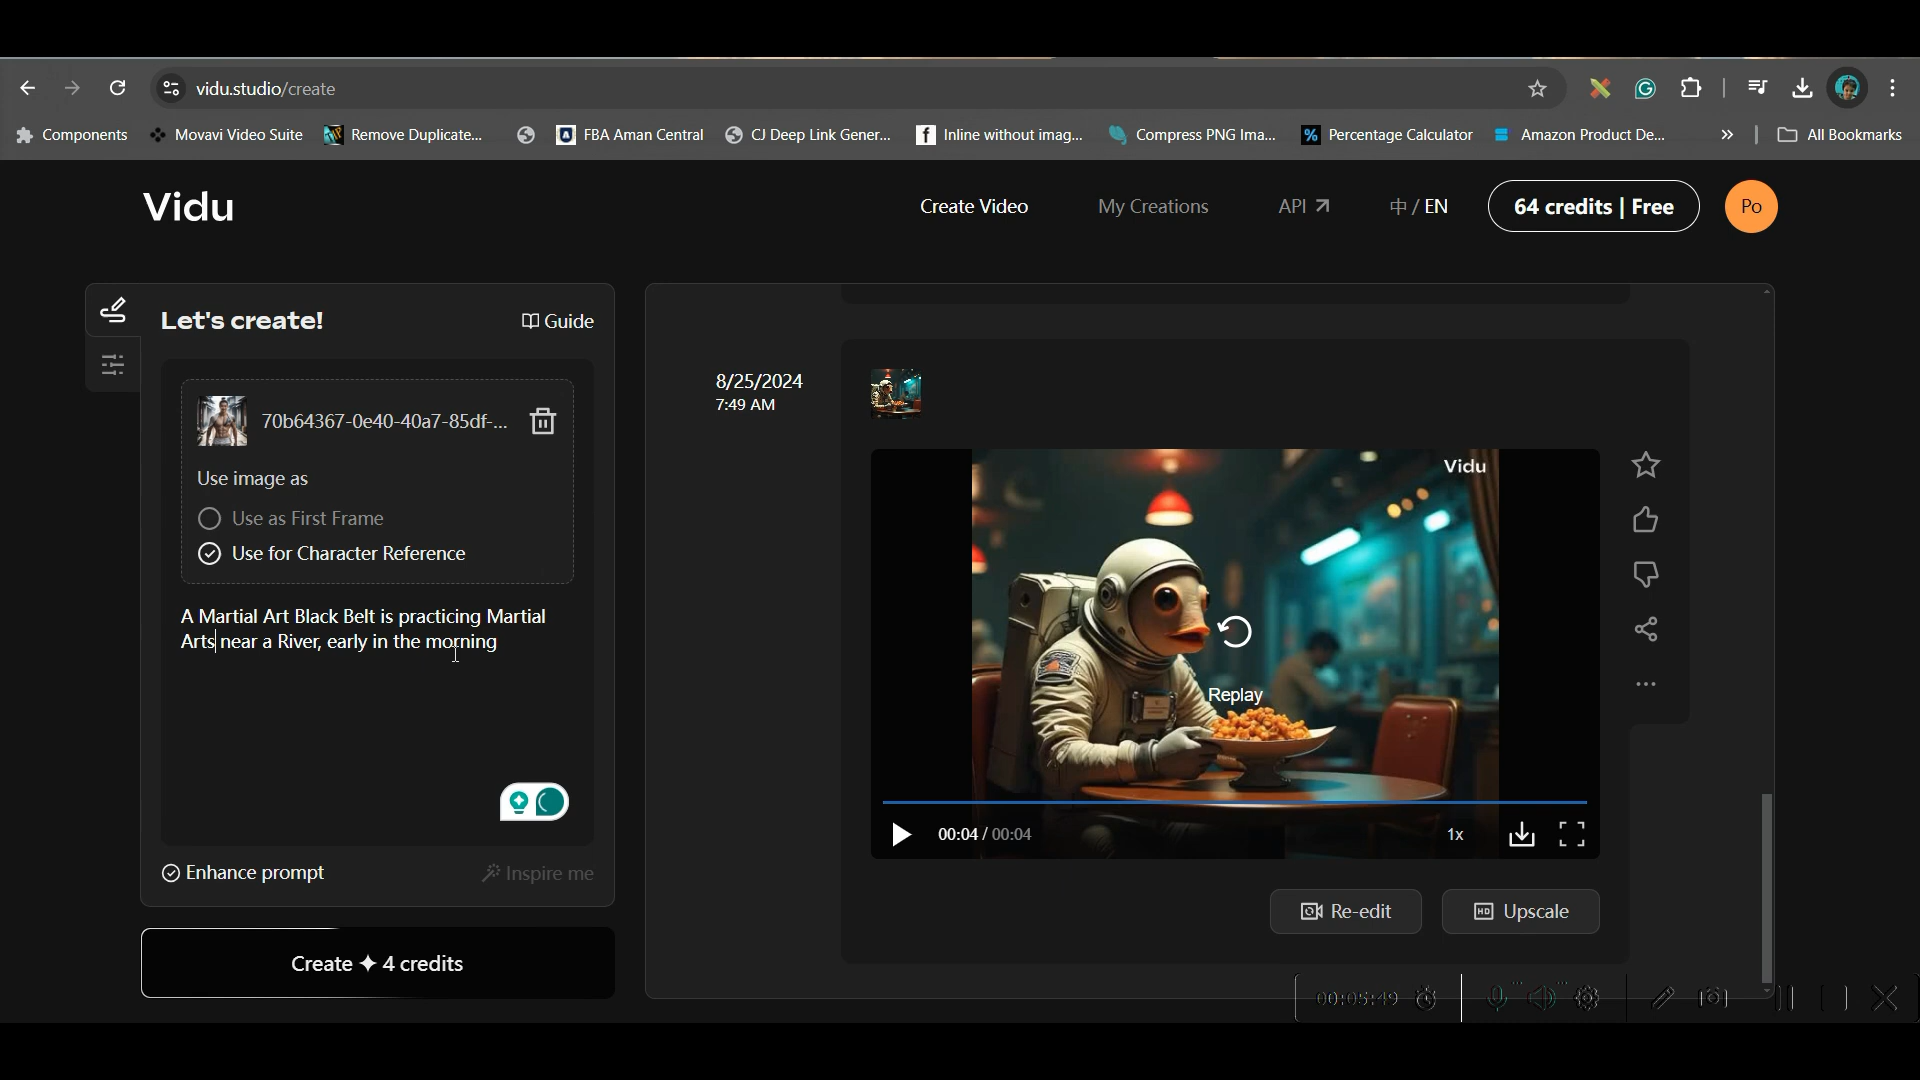 vidu.studio/create
Components
Movavi Video Suite
Remove Duplicate...
FBA Aman Central
CJ Deep Link Gener...
Inline without imag...
Compress PNG Ima...
Percentage Calculator
Amazon Product De...
All Bookmarks
Vidu
Create Video
My Creations
API
中 / EN
64 credits | Free
Po
Let's create!
Guide
70b64367-0e40-40a7-85df-...
Use image as
Use as First Frame
Use for Character Reference
A Martial Art Black Belt is practicing Martial
Arts near a River, early in the morning
Enhance prompt
Inspire me
Create ✦ 4 credits
8/25/2024
7:49 AM
Vidu
Replay
00:04 / 00:04
1x
Re-edit
HD Upscale
00:05:49